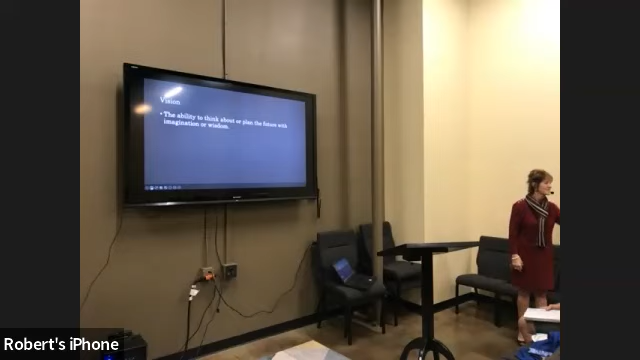 Vision
• The ability to think about or plan the future with
imagination or wisdom.
Robert's iPhone